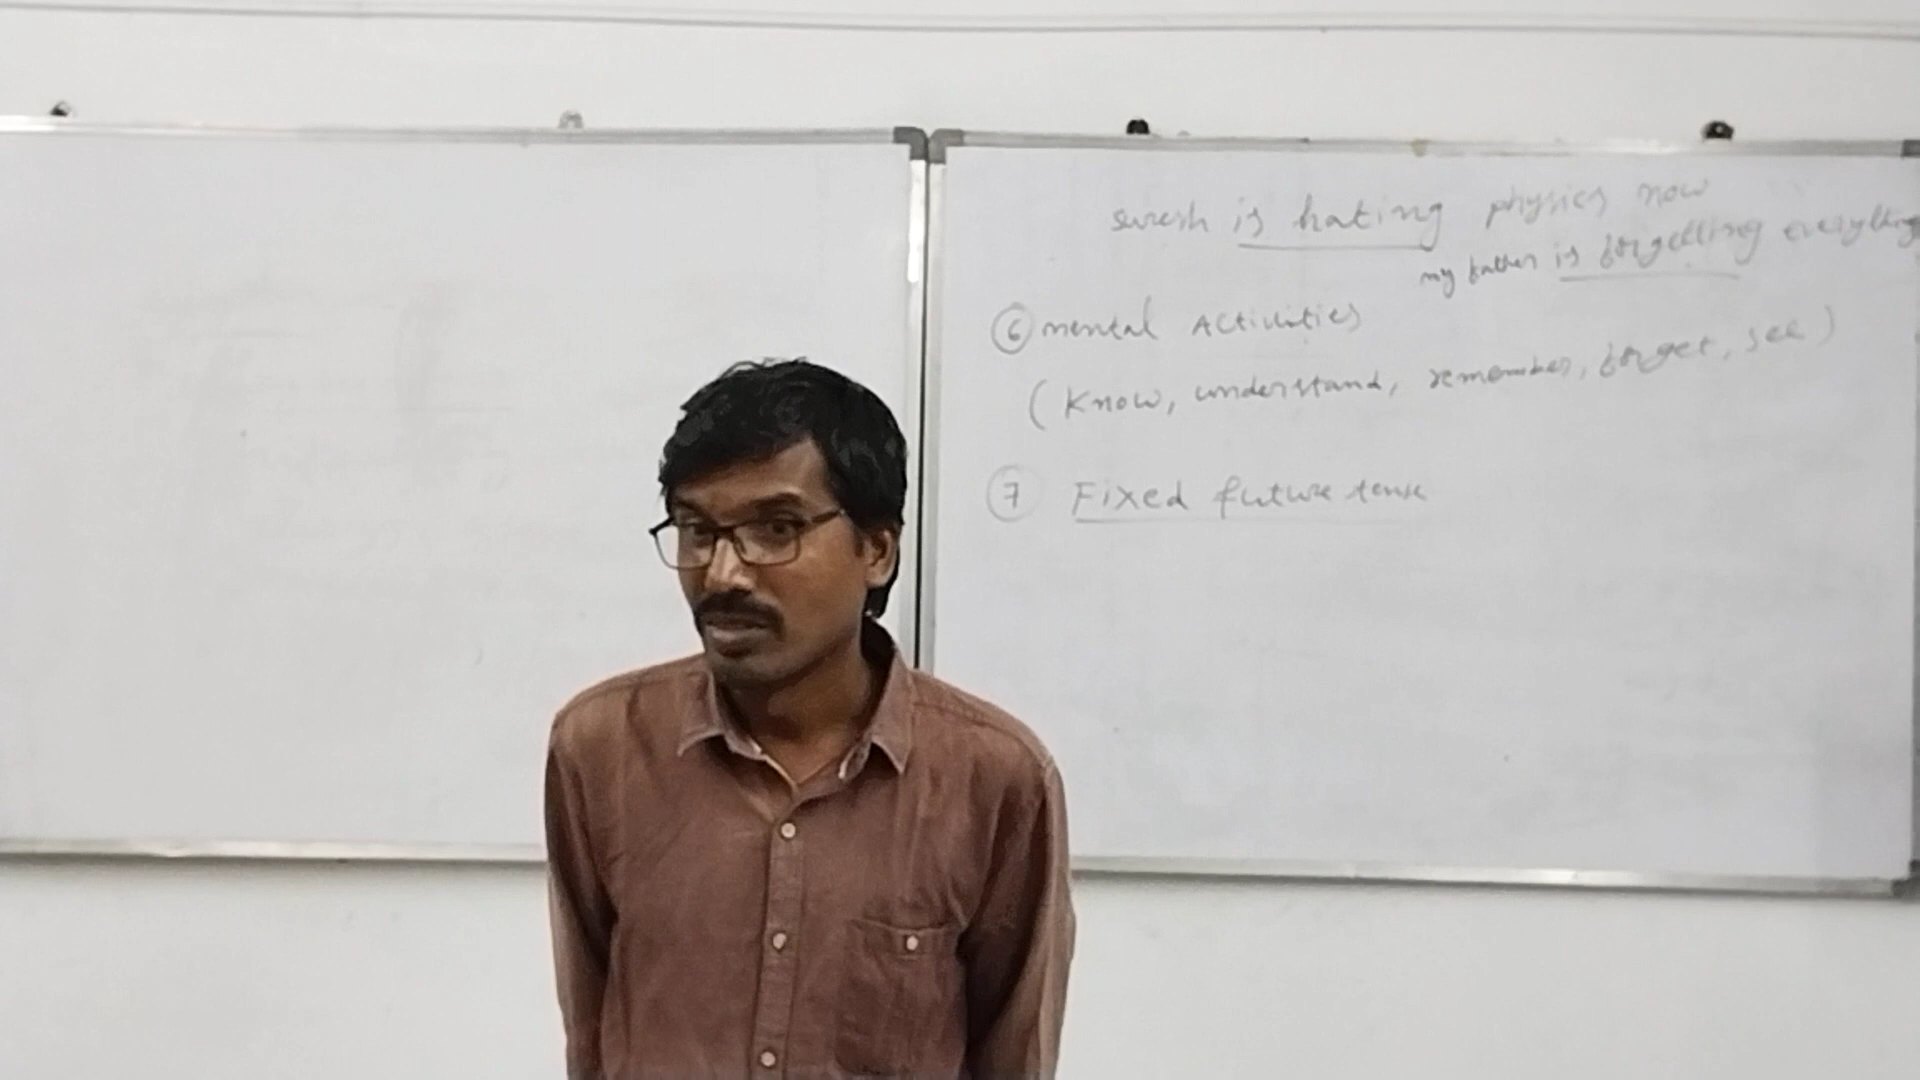 suresh is hating physics now
my father is forgetting everything
⑥ mental Activities
(Know, understand, remember, forget, see)
⑦ Fixed future tense